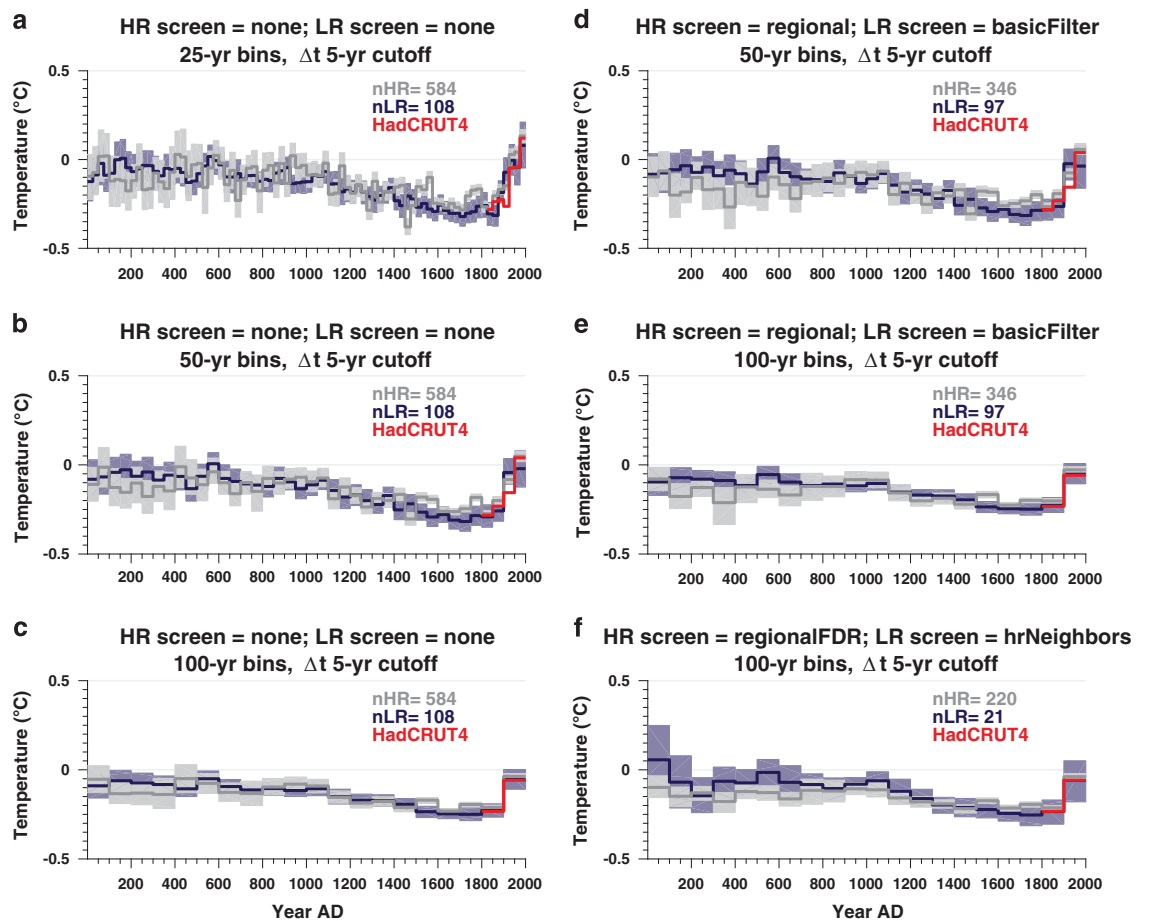 a
HR screen = none; LR screen = none
25-yr bins, Δt 5-yr cutoff
Temperature (°C)
0.5
0
-0.5
nHR= 584
nLR= 108
HadCRUT4
200 400 600 800 1000 1200 1400 1600 1800 2000
b
HR screen = none; LR screen = none
50-yr bins, Δt 5-yr cutoff
Temperature (°C)
0.5
0
-0.5
nHR= 584
nLR= 108
HadCRUT4
200 400 600 800 1000 1200 1400 1600 1800 2000
c
HR screen = none; LR screen = none
100-yr bins, Δt 5-yr cutoff
Temperature (°C)
0.5
0
-0.5
nHR= 584
nLR= 108
HadCRUT4
200 400 600 800 1000 1200 1400 1600 1800 2000
Year AD
d
HR screen = regional; LR screen = basicFilter
50-yr bins, Δt 5-yr cutoff
Temperature (°C)
0.5
0
-0.5
nHR= 346
nLR= 97
HadCRUT4
200 400 600 800 1000 1200 1400 1600 1800 2000
e
HR screen = regional; LR screen = basicFilter
100-yr bins, Δt 5-yr cutoff
Temperature (°C)
0.5
0
-0.5
nHR= 346
nLR= 97
HadCRUT4
200 400 600 800 1000 1200 1400 1600 1800 2000
f
HR screen = regionalFDR; LR screen = hrNeighbors
100-yr bins, Δt 5-yr cutoff
Temperature (°C)
0.5
0
-0.5
nHR= 220
nLR= 21
HadCRUT4
200 400 600 800 1000 1200 1400 1600 1800 2000
Year AD